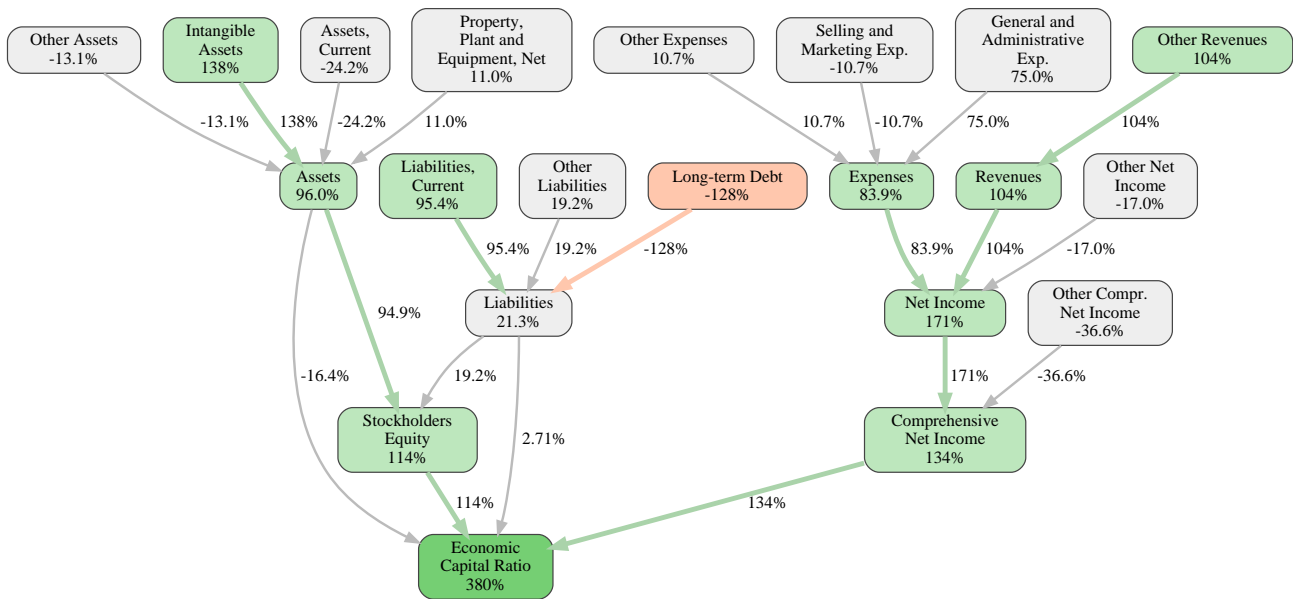 Other Assets
-13.1%
Intangible
Assets
138%
Assets,
Current
-24.2%
Property,
Plant and
Equipment, Net
11.0%
Other Expenses
10.7%
Selling and
Marketing Exp.
-10.7%
General and
Administrative
Exp.
75.0%
Other Revenues
104%
-13.1%
138%
-24.2%
11.0%
10.7%
-10.7%
75.0%
104%
Assets
96.0%
Liabilities,
Current
95.4%
Other
Liabilities
19.2%
Long-term Debt
-128%
Expenses
83.9%
Revenues
104%
Other Net
Income
-17.0%
95.4%
19.2%
-128%
83.9%
104%
-17.0%
94.9%
Liabilities
21.3%
Net Income
171%
Other Compr.
Net Income
-36.6%
-16.4%
19.2%
171%
-36.6%
Stockholders
Equity
114%
2.71%
Comprehensive
Net Income
134%
114%
134%
Economic
Capital Ratio
380%